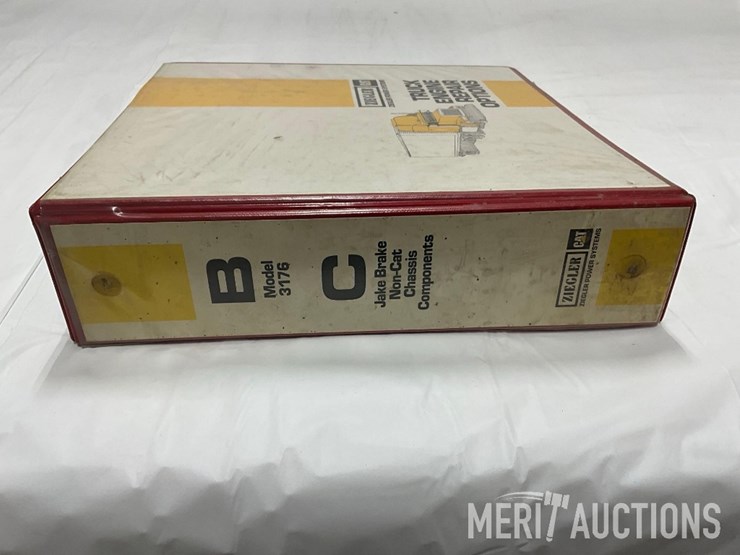 ZIEGLER CAT
TRUCK
ENGINE
REPAIR
OPTIONS
B
Model
3176
C
Jake Brake
Non-Cat
Chassis
Components
ZIEGLER CAT
ZIEGLER POWER SYSTEMS
MERIT AUCTIONS